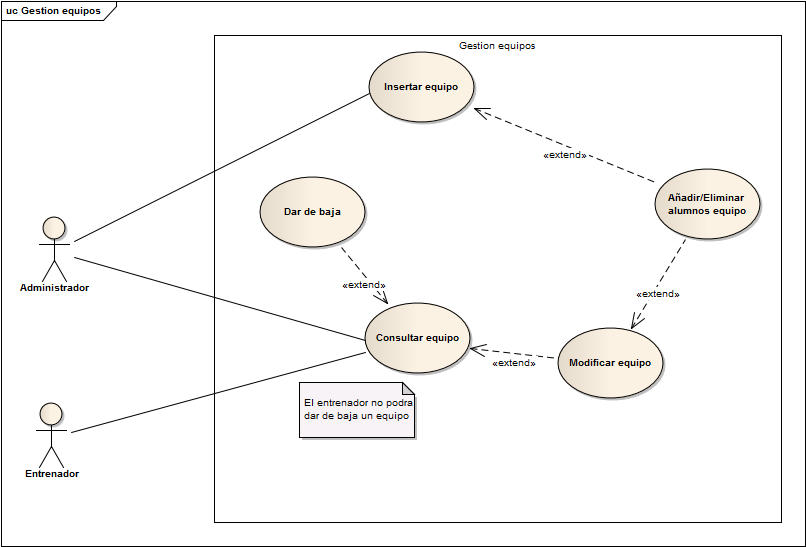 uc Gestion equipos
Gestion equipos
Insertar equipo
«extend»
Añadir/Eliminar
alumnos equipo
Dar de baja
Administrador
«extend»
«extend»
Consultar equipo
Modificar equipo
«extend»
El entrenador no podra
dar de baja un equipo
Entrenador